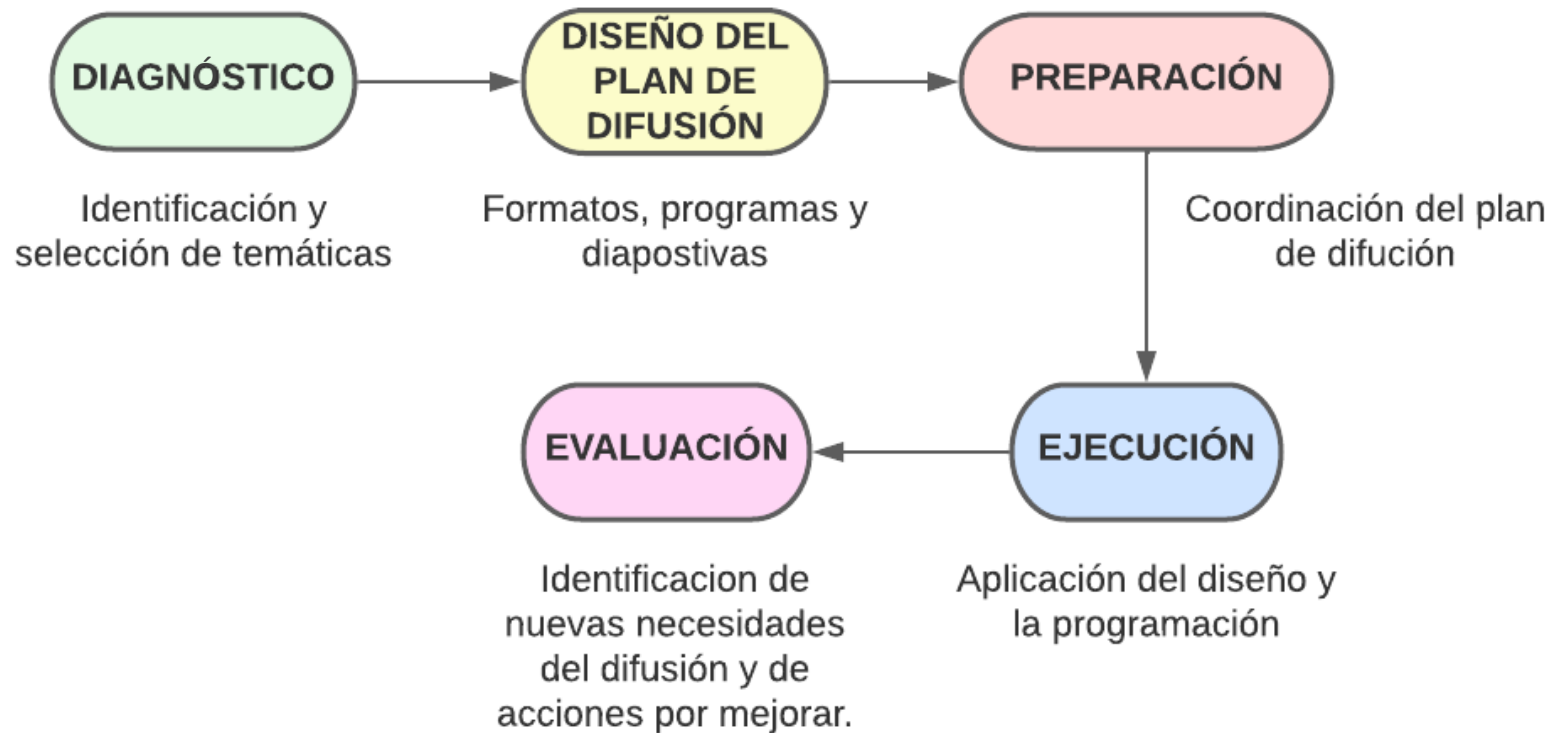 DIAGNÓSTICO
Identificación y
selección de temáticas
DISEÑO DEL
PLAN DE
DIFUSIÓN
Formatos, programas y
diapostivas
PREPARACIÓN
Coordinación del plan
de difución
EJECUCIÓN
Aplicación del diseño y
la programación
EVALUACIÓN
Identificacion de
nuevas necesidades
del difusión y de
acciones por mejorar.